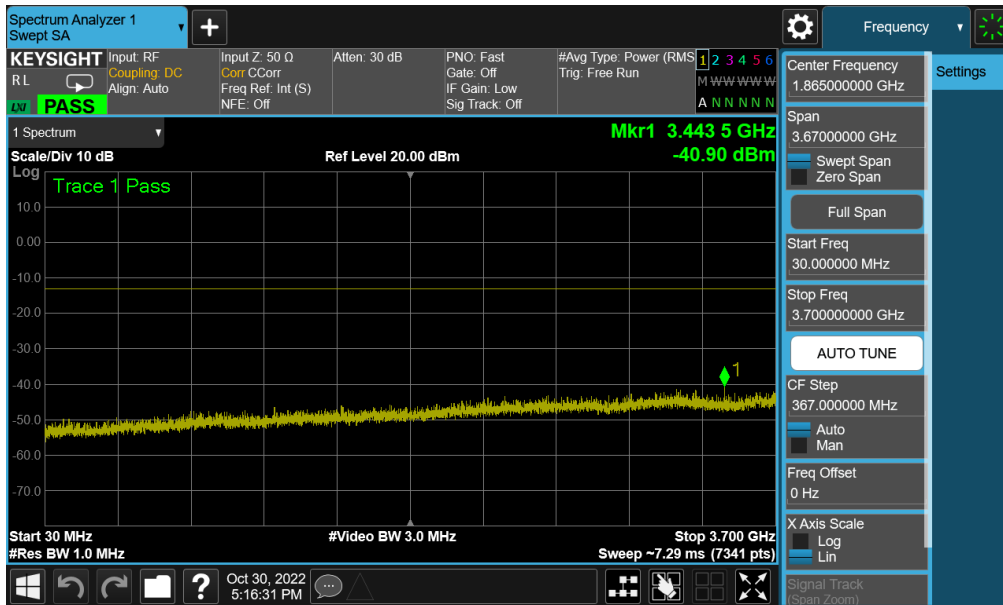 Spectrum Analyzer 1
Swept SA
Frequency
KEYSIGHT
R L
LXI
PASS
Input: RF
Coupling: DC
Align: Auto
Input Z: 50 Ω
Corr CCorr
Freq Ref: Int (S)
NFE: Off
Atten: 30 dB
PNO: Fast
Gate: Off
IF Gain: Low
Sig Track: Off
#Avg Type: Power (RMS
Trig: Free Run
1 2 3 4 5 6
M W W W W W
A N N N N N
1 Spectrum
Mkr1 3.443 5 GHz
-40.90 dBm
Scale/Div 10 dB
Ref Level 20.00 dBm
Log
Trace 1 Pass
10.0
0.00
-10.0
-20.0
-30.0
-40.0
-50.0
-60.0
-70.0
1
Start 30 MHz
#Video BW 3.0 MHz
Stop 3.700 GHz
#Res BW 1.0 MHz
Sweep ~7.29 ms (7341 pts)
Center Frequency
1.865000000 GHz
Span
3.67000000 GHz
Swept Span
Zero Span
Full Span
Start Freq
30.000000 MHz
Stop Freq
3.700000000 GHz
AUTO TUNE
CF Step
367.000000 MHz
Auto
Man
Freq Offset
0 Hz
X Axis Scale
Log
Lin
Signal Track
(Span Zoom)
Settings
?
Oct 30, 2022
5:16:31 PM